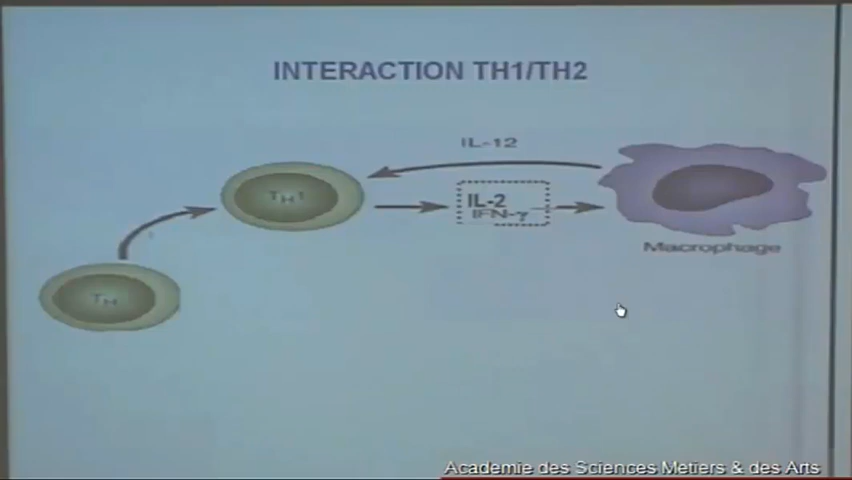 INTERACTION TH1/TH2
IL-12
TH1
IL-2
IFN-γ
Macrophage
TH
Academie des Sciences Metiers & des Arts